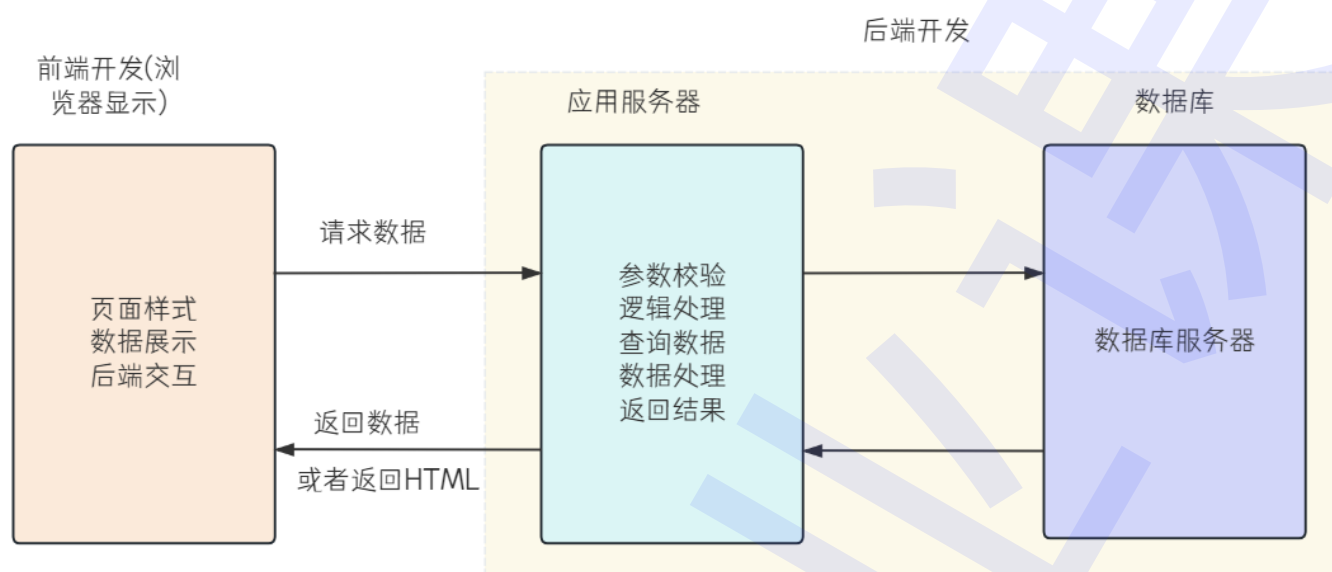 后端开发
前端开发(浏
览器显示)
应用服务器
数据库
请求数据
页面样式
数据展示
后端交互
参数校验
逻辑处理
查询数据
数据处理
返回结果
数据库服务器
返回数据
或者返回HTML